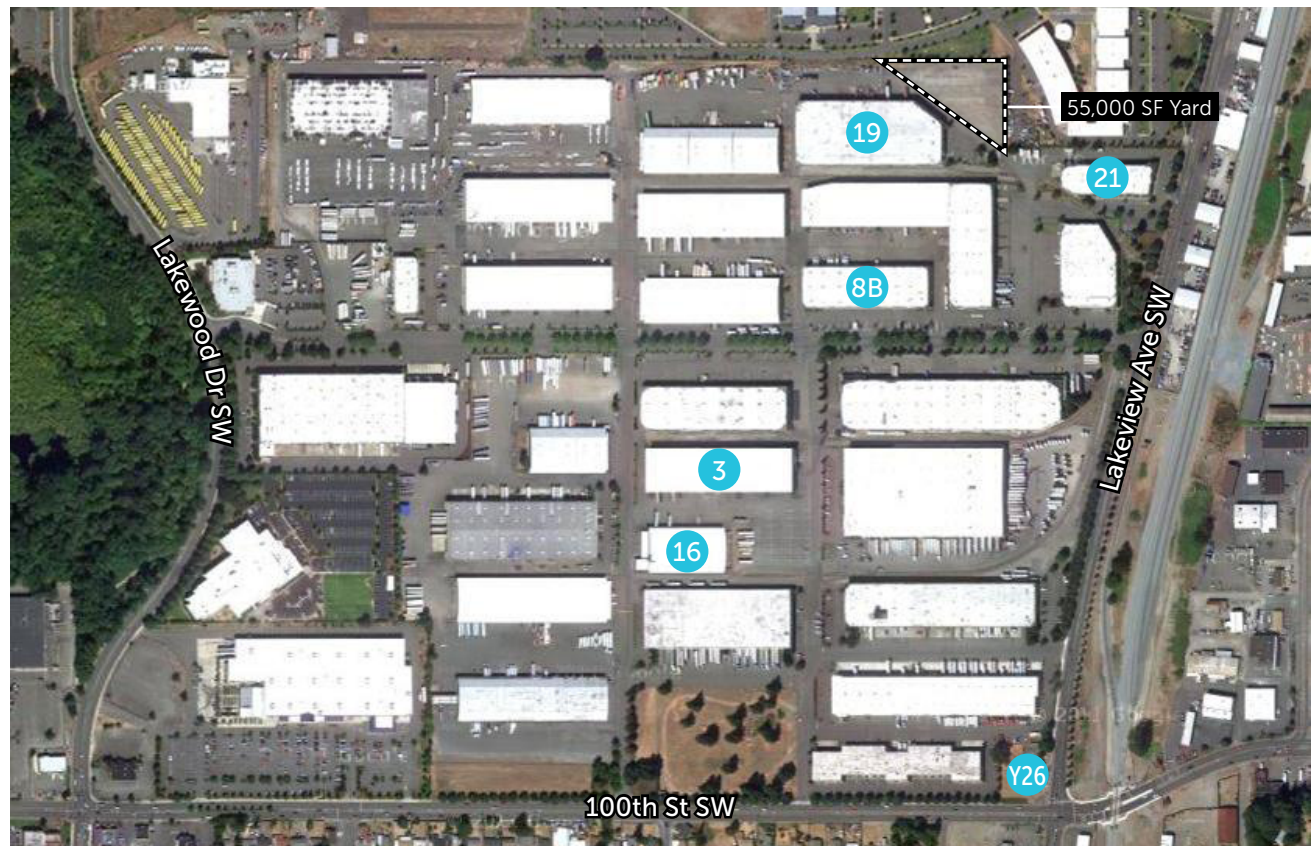 55,000 SF Yard
19
21
8B
Lakewood Dr SW
Lakeview Ave SW
3
16
Y26
100th St SW